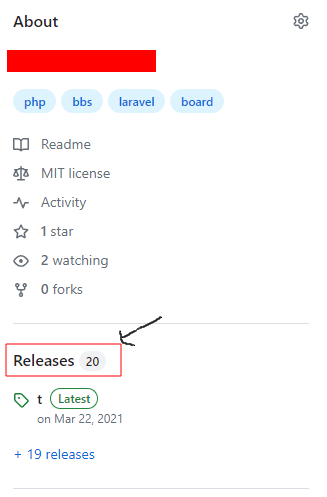 About
php bbs laravel board
Readme
MIT license
Activity
1 star
2 watching
0 forks
Releases 20
t Latest
on Mar 22, 2021
+ 19 releases